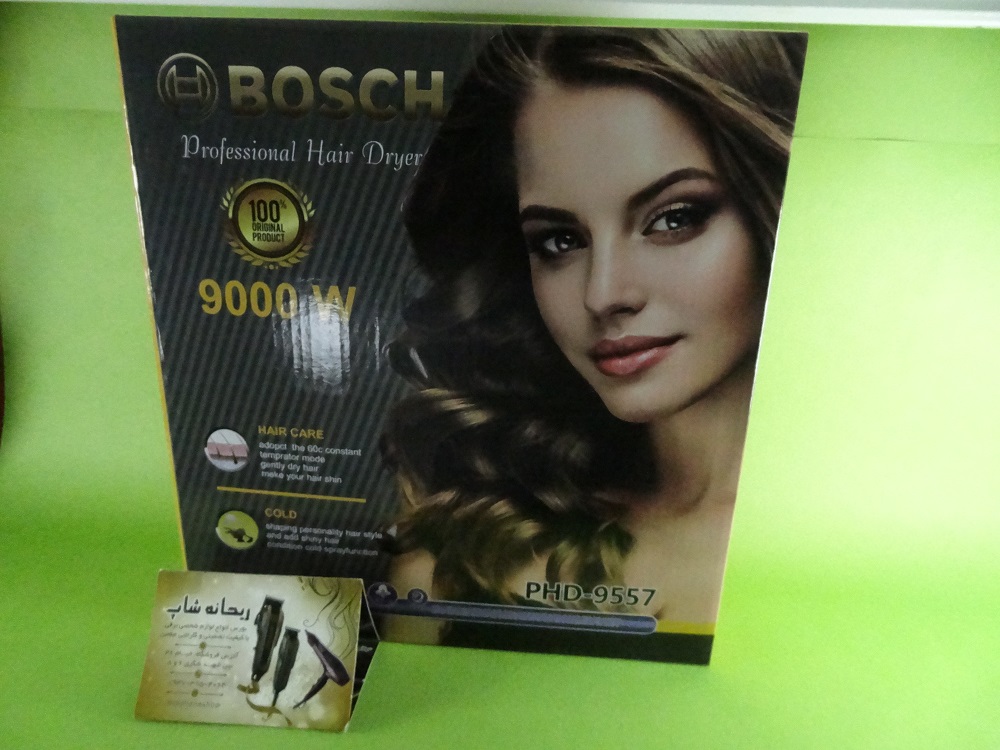 BOSCH
Professional Hair Dryer
100%
ORIGINAL
PRODUCT
9000 W
HAIR CARE
adopct the 60c constant
temprator mode
gently dry hair
make your hair shin
COLD
shaping personality hair style
and add shiny hair
condition cold sprayfunction
PHD-9557
ریحانه شاپ